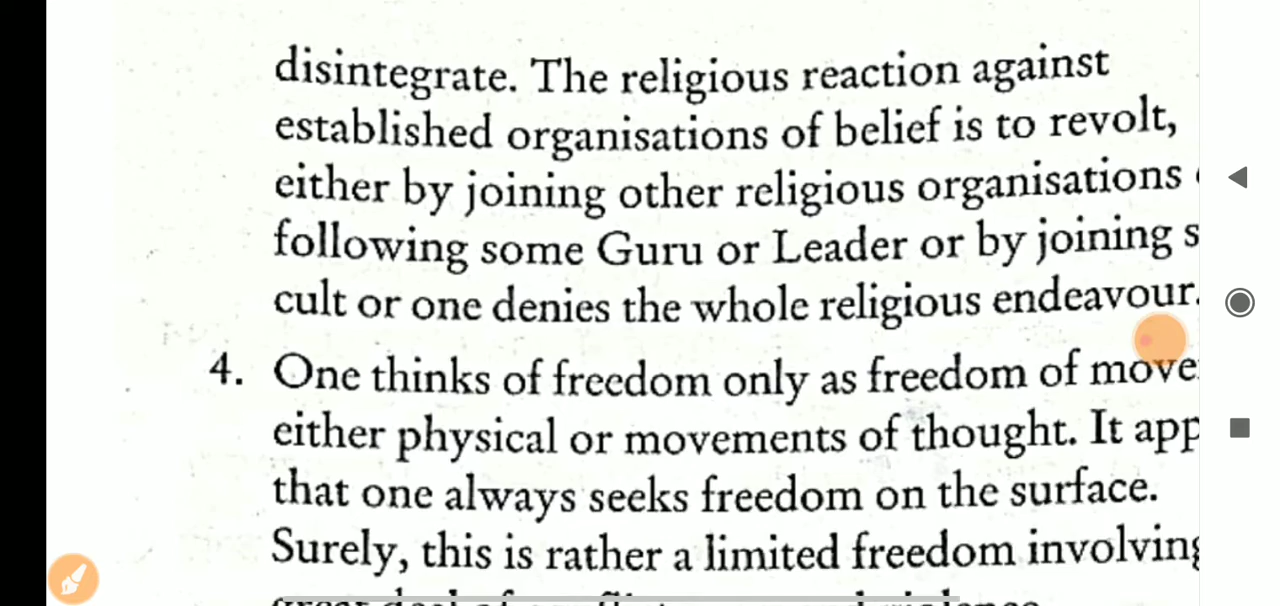 disintegrate. The religious reaction against
established organisations of belief is to revolt,
either by joining other religious organisations
following some Guru or Leader or by joining s
cult or one denies the whole religious endeavour.
4. One thinks of freedom only as freedom of move
either physical or movements of thought. It app
that one always seeks freedom on the surface.
Surely, this is rather a limited freedom involving